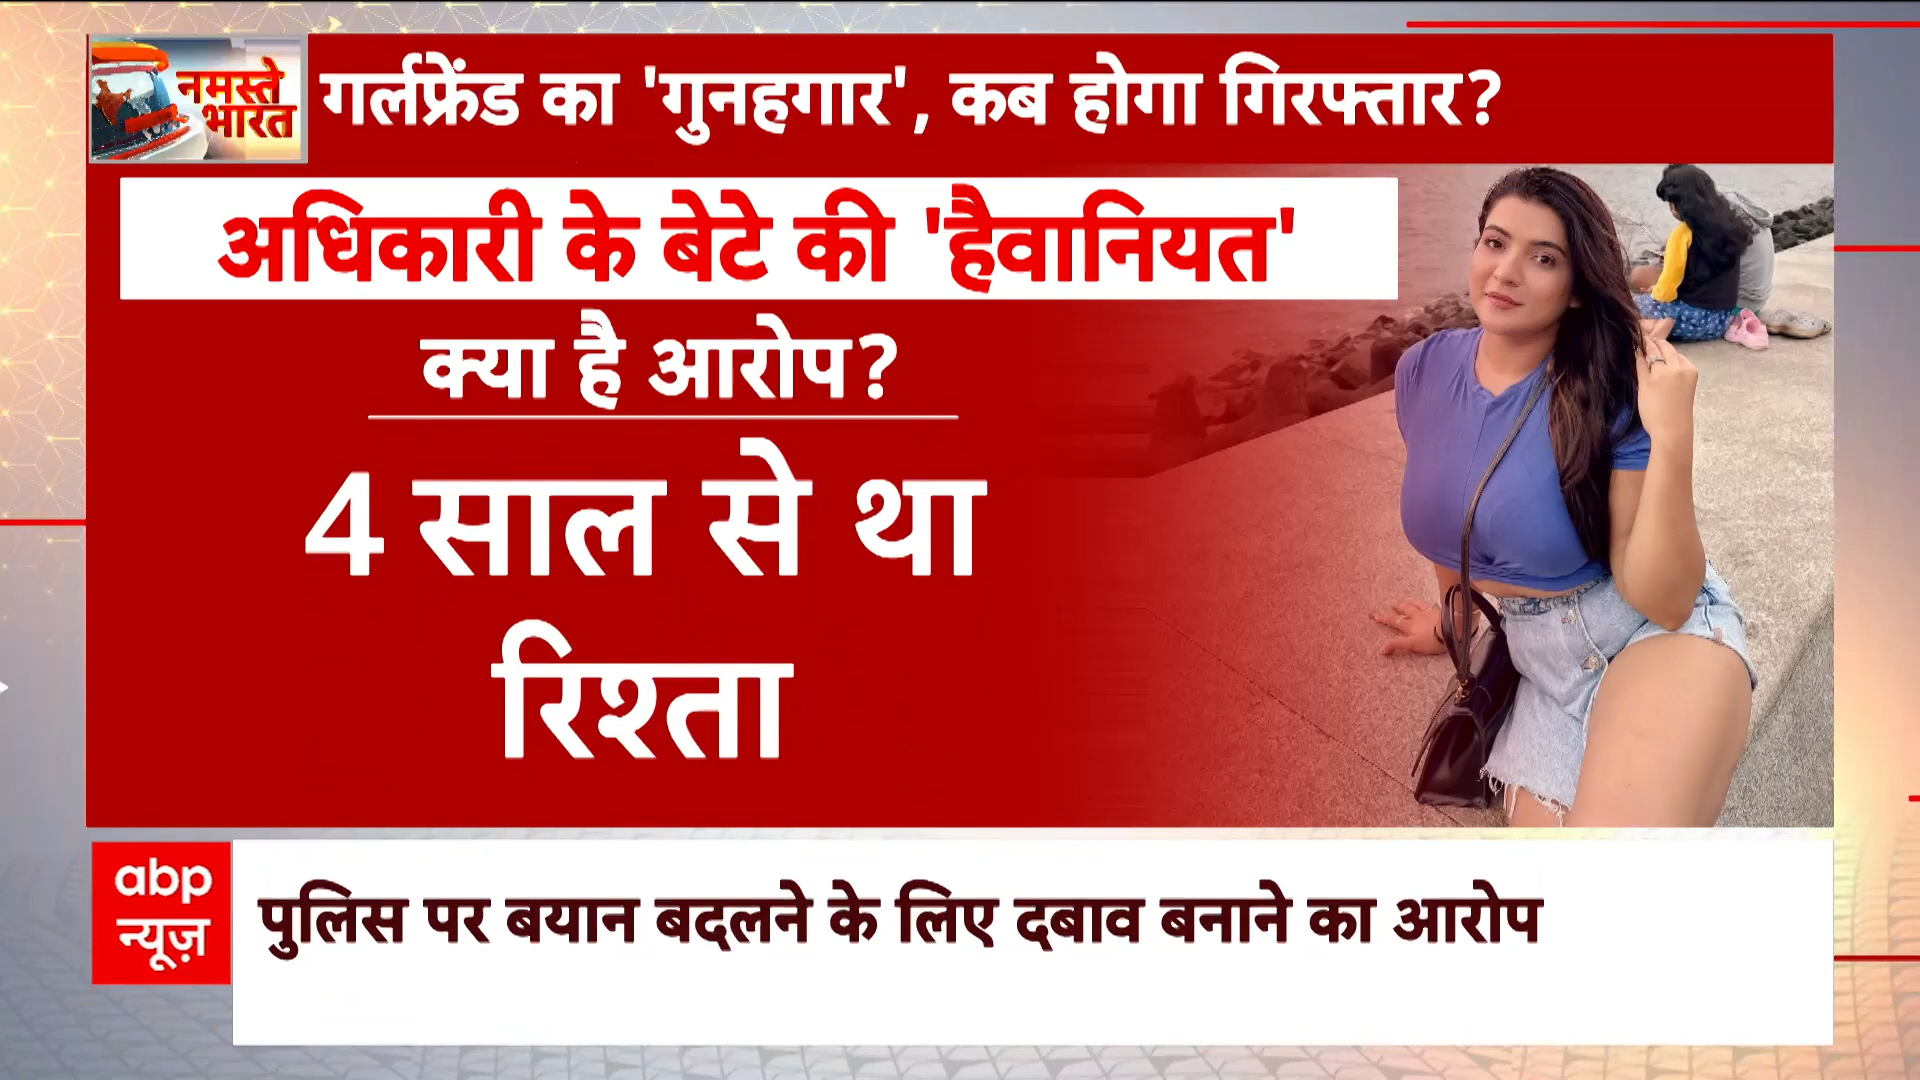 नमस्ते
भारत
गर्लफ्रेंड का 'गुनहगार', कब होगा गिरफ्तार?
अधिकारी के बेटे की 'हैवानियत'
क्या है आरोप?
4 साल से था
रिश्ता
abp
न्यूज़
पुलिस पर बयान बदलने के लिए दबाव बनाने का आरोप